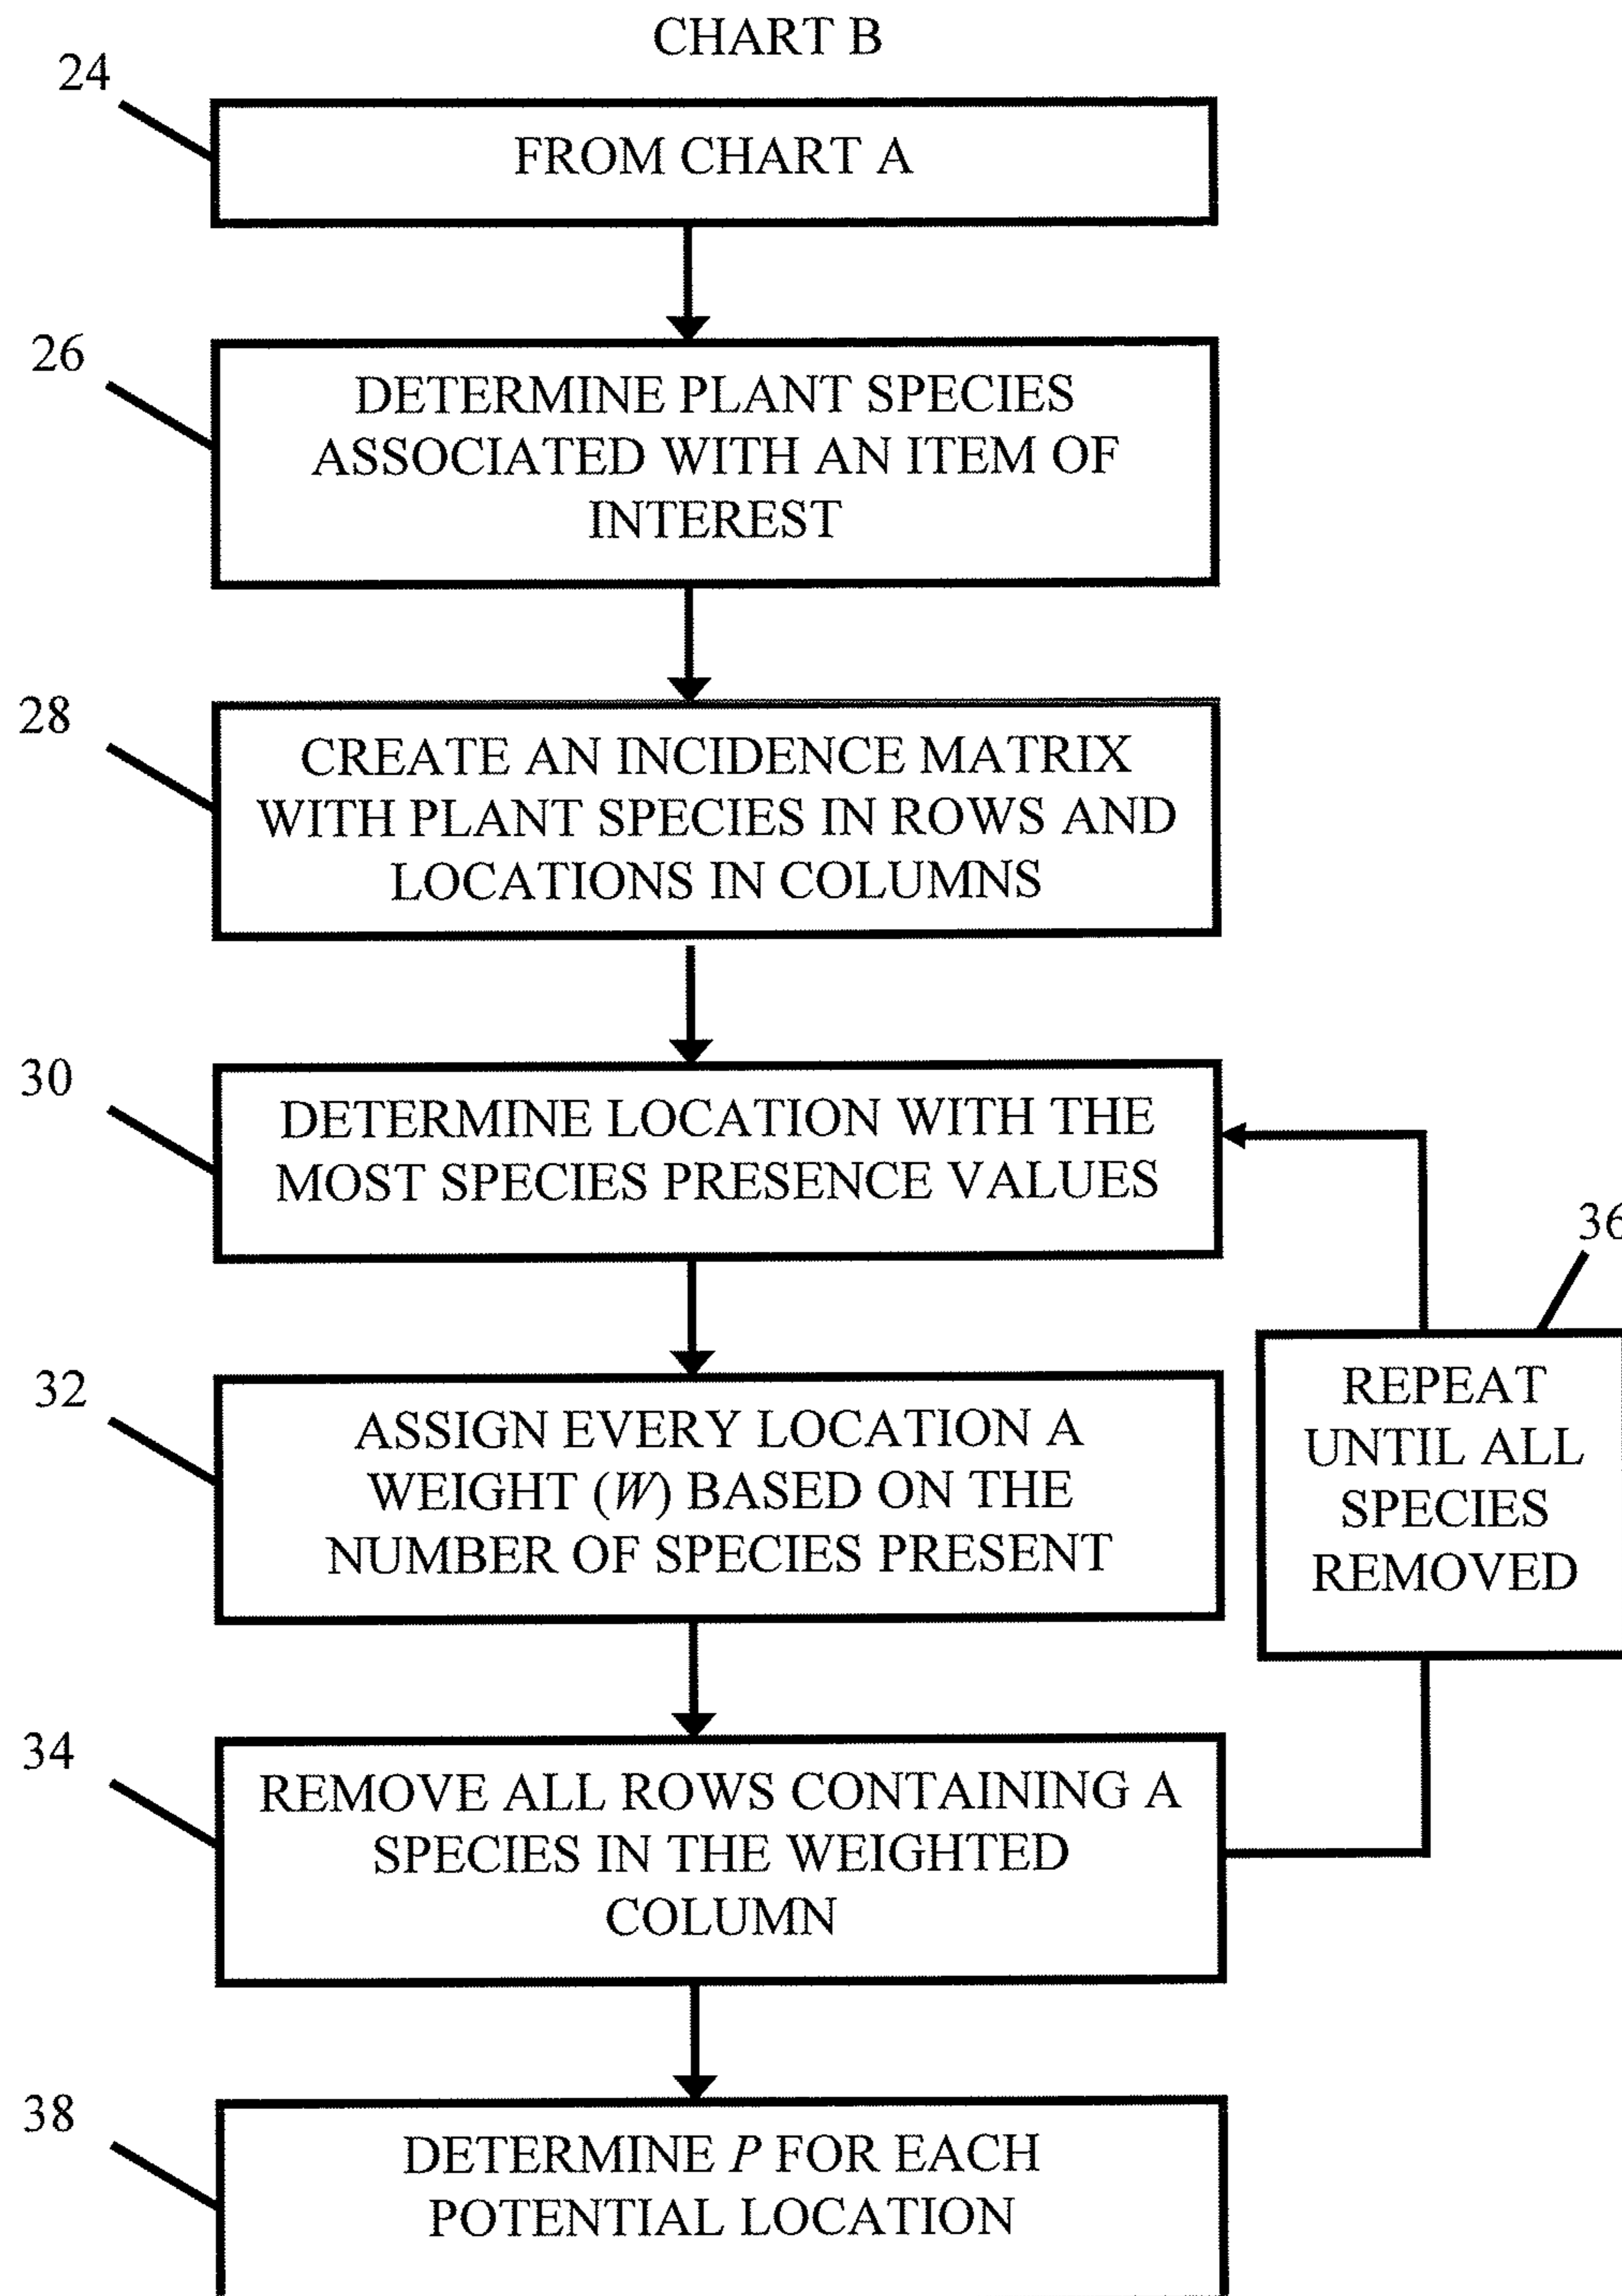 CHART B
24
FROM CHART A
26
DETERMINE PLANT SPECIES
ASSOCIATED WITH AN ITEM OF
INTEREST
28
CREATE AN INCIDENCE MATRIX
WITH PLANT SPECIES IN ROWS AND
LOCATIONS IN COLUMNS
30
DETERMINE LOCATION WITH THE
MOST SPECIES PRESENCE VALUES
36
REPEAT
UNTIL ALL
SPECIES
REMOVED
32
ASSIGN EVERY LOCATION A
WEIGHT (W) BASED ON THE
NUMBER OF SPECIES PRESENT
34
REMOVE ALL ROWS CONTAINING A
SPECIES IN THE WEIGHTED
COLUMN
38
DETERMINE P FOR EACH
POTENTIAL LOCATION